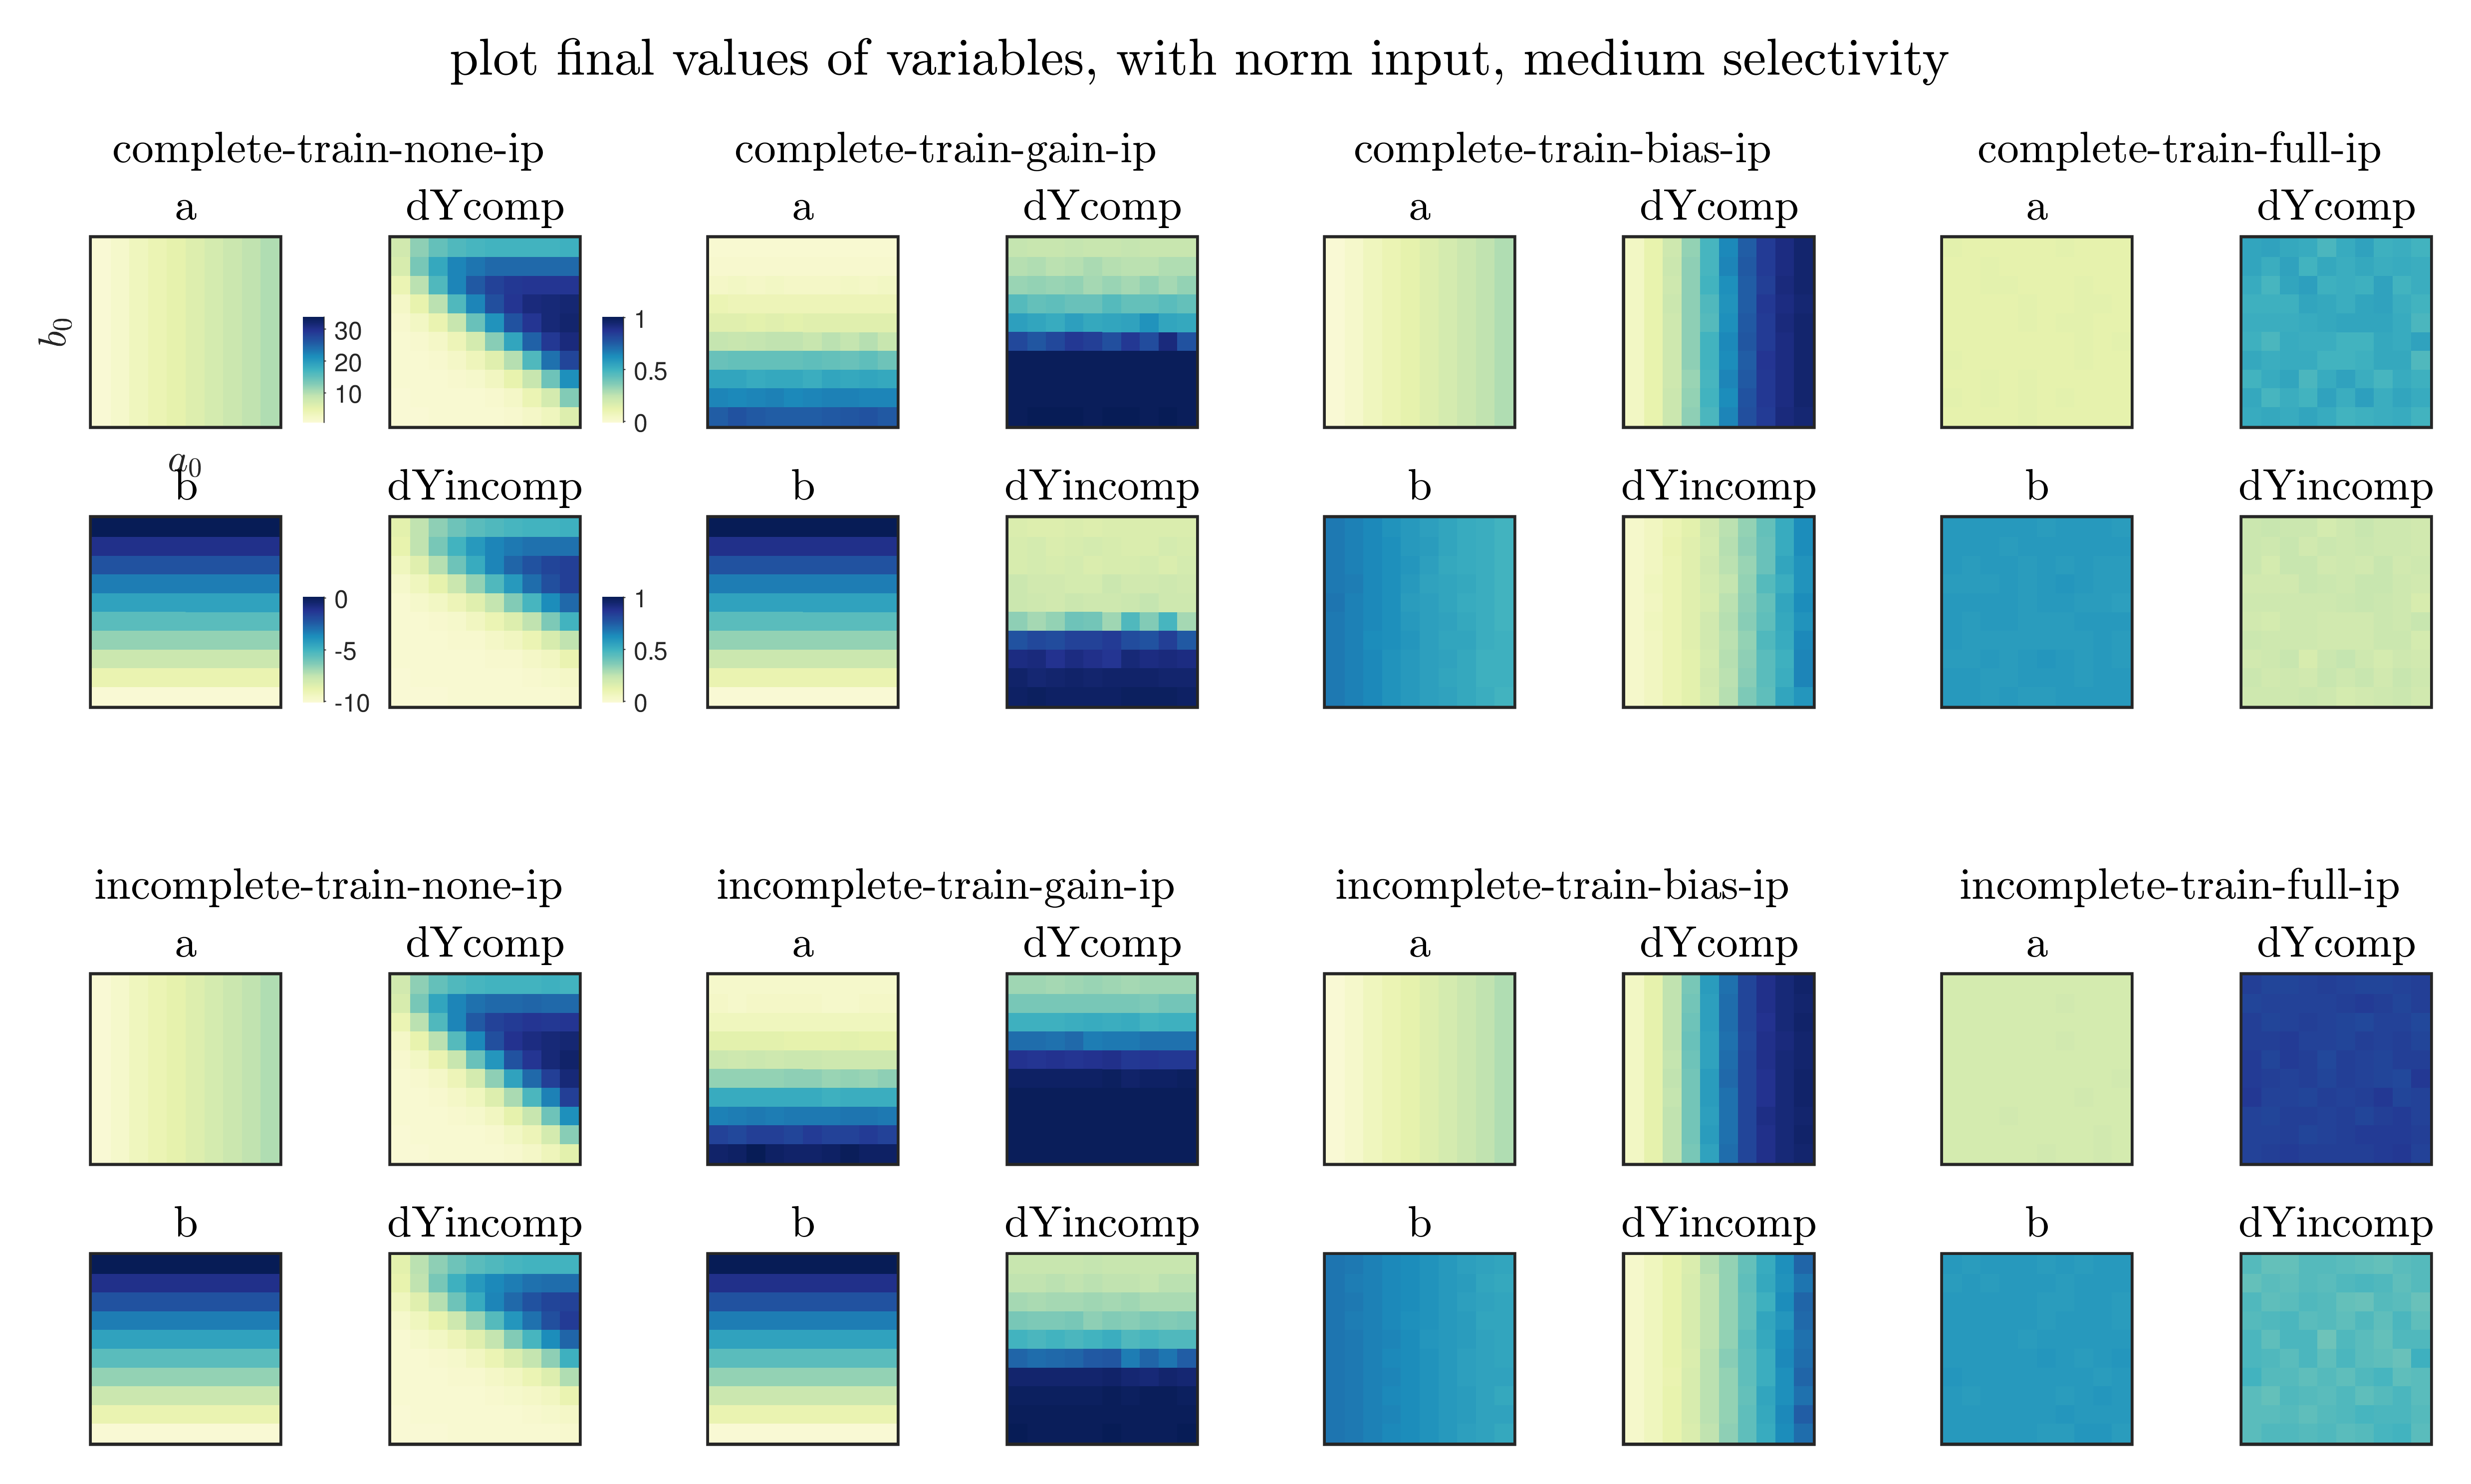 plot final values of variables, with norm input, medium selectivity
complete-train-none-ip
complete-train-gain-ip
complete-train-bias-ip
complete-train-full-ip
a
dYcomp
a
dYcomp
a
dYcomp
a
dYcomp
b₀
30
20
10
1
0.5
0
a₀
b
dYincomp
b
dYincomp
b
dYincomp
b
dYincomp
0
-5
-10
1
0.5
0
incomplete-train-none-ip
incomplete-train-gain-ip
incomplete-train-bias-ip
incomplete-train-full-ip
a
dYcomp
a
dYcomp
a
dYcomp
a
dYcomp
b
dYincomp
b
dYincomp
b
dYincomp
b
dYincomp